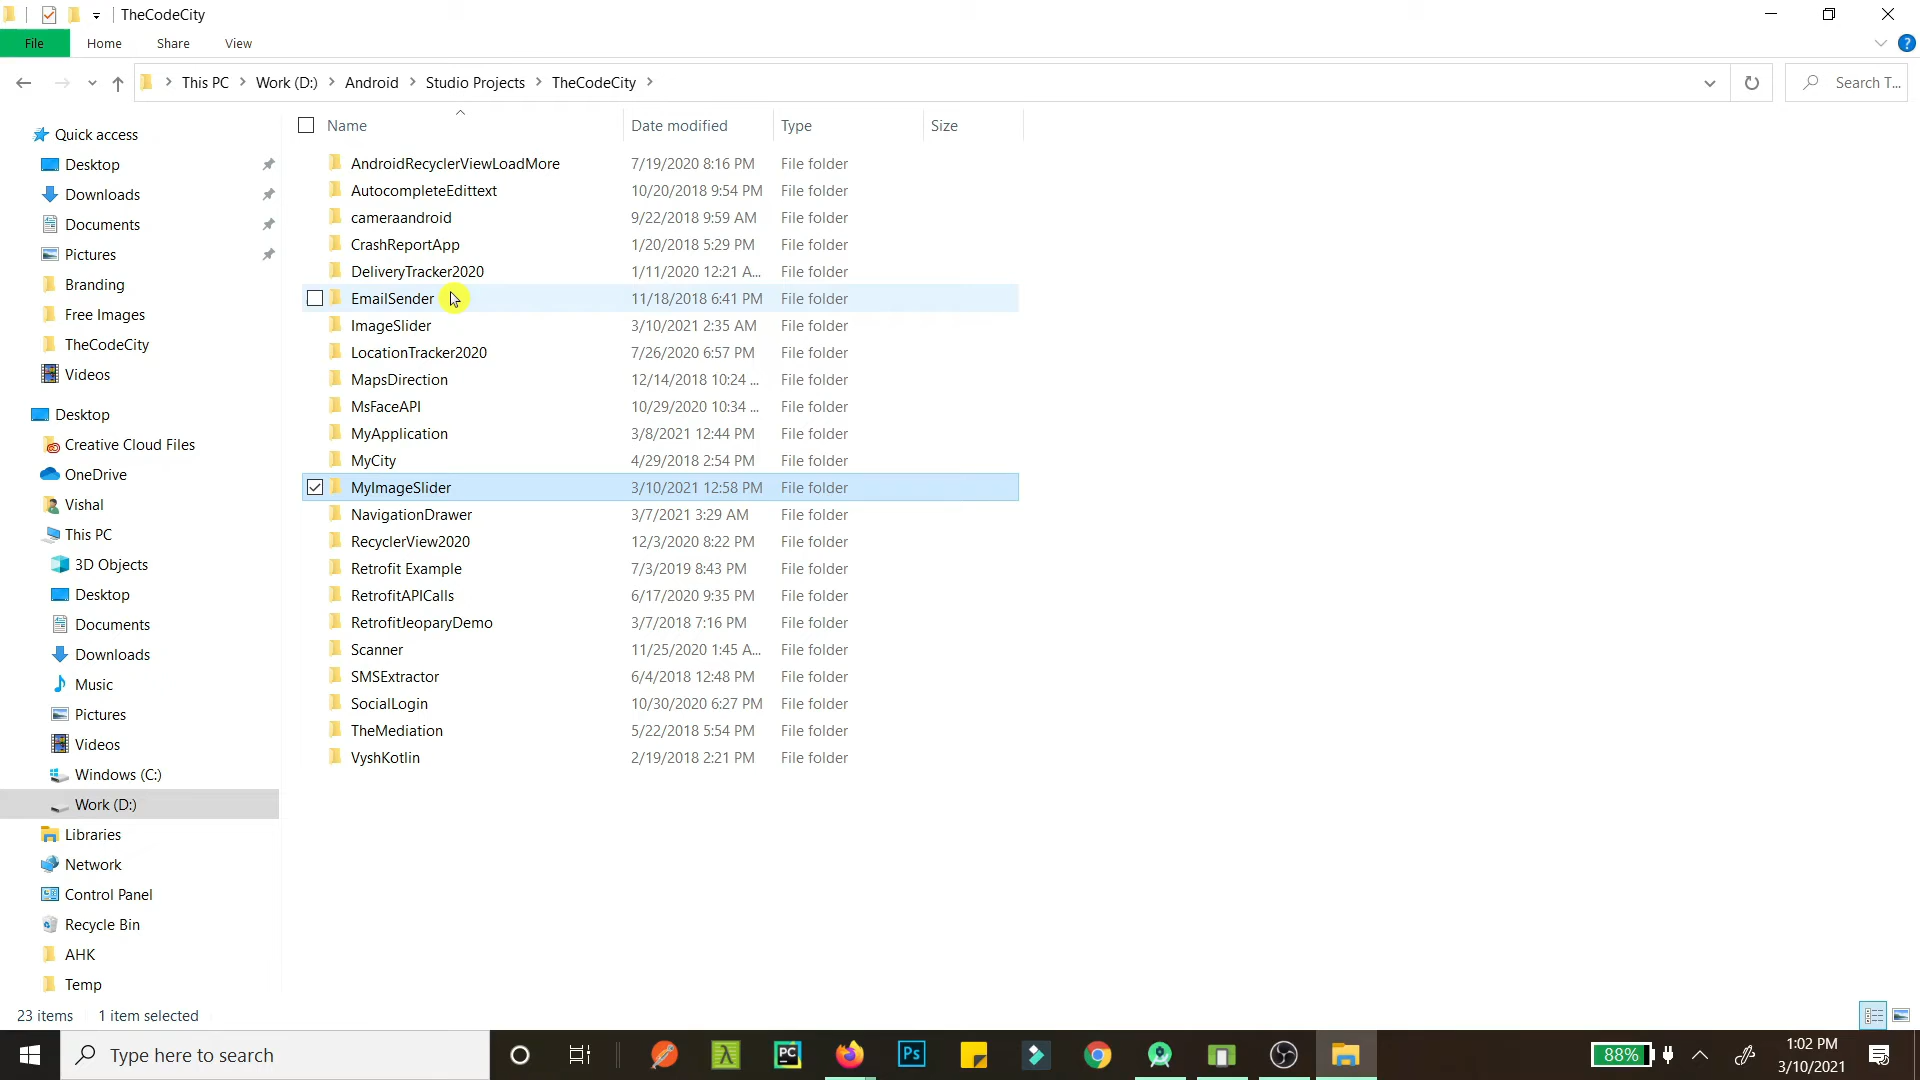 TheCodeCity
File Home Share View
This PC Work (D:) Android Studio Projects TheCodeCity Search T...
Name Date modified Type Size
Quick access
Desktop
Downloads
Documents
Pictures
Branding
Free Images
TheCodeCity
Videos
Desktop
Creative Cloud Files
OneDrive
Vishal
This PC
3D Objects
Desktop
Documents
Downloads
Music
Pictures
Videos
Windows (C:)
Work (D:)
Libraries
Network
Control Panel
Recycle Bin
AHK
Temp
AndroidRecyclerViewLoadMore 7/19/2020 8:16 PM File folder
AutocompleteEdittext 10/20/2018 9:54 PM File folder
cameraandroid 9/22/2018 9:59 AM File folder
CrashReportApp 1/20/2018 5:29 PM File folder
DeliveryTracker2020 1/11/2020 12:21 A... File folder
EmailSender 11/18/2018 6:41 PM File folder
ImageSlider 3/10/2021 2:35 AM File folder
LocationTracker2020 7/26/2020 6:57 PM File folder
MapsDirection 12/14/2018 10:24 ... File folder
MsFaceAPI 10/29/2020 10:34 ... File folder
MyApplication 3/8/2021 12:44 PM File folder
MyCity 4/29/2018 2:54 PM File folder
MyImageSlider 3/10/2021 12:58 PM File folder
NavigationDrawer 3/7/2021 3:29 AM File folder
RecyclerView2020 12/3/2020 8:22 PM File folder
Retrofit Example 7/3/2019 8:43 PM File folder
RetrofitAPICalls 6/17/2020 9:35 PM File folder
RetrofitJeoparyDemo 3/7/2018 7:16 PM File folder
Scanner 11/25/2020 1:45 A... File folder
SMSExtractor 6/4/2018 12:48 PM File folder
SocialLogin 10/30/2020 6:27 PM File folder
TheMediation 5/22/2018 5:54 PM File folder
VyshKotlin 2/19/2018 2:21 PM File folder
23 items 1 item selected
Type here to search
PC
Ps
88%
1:02 PM
3/10/2021